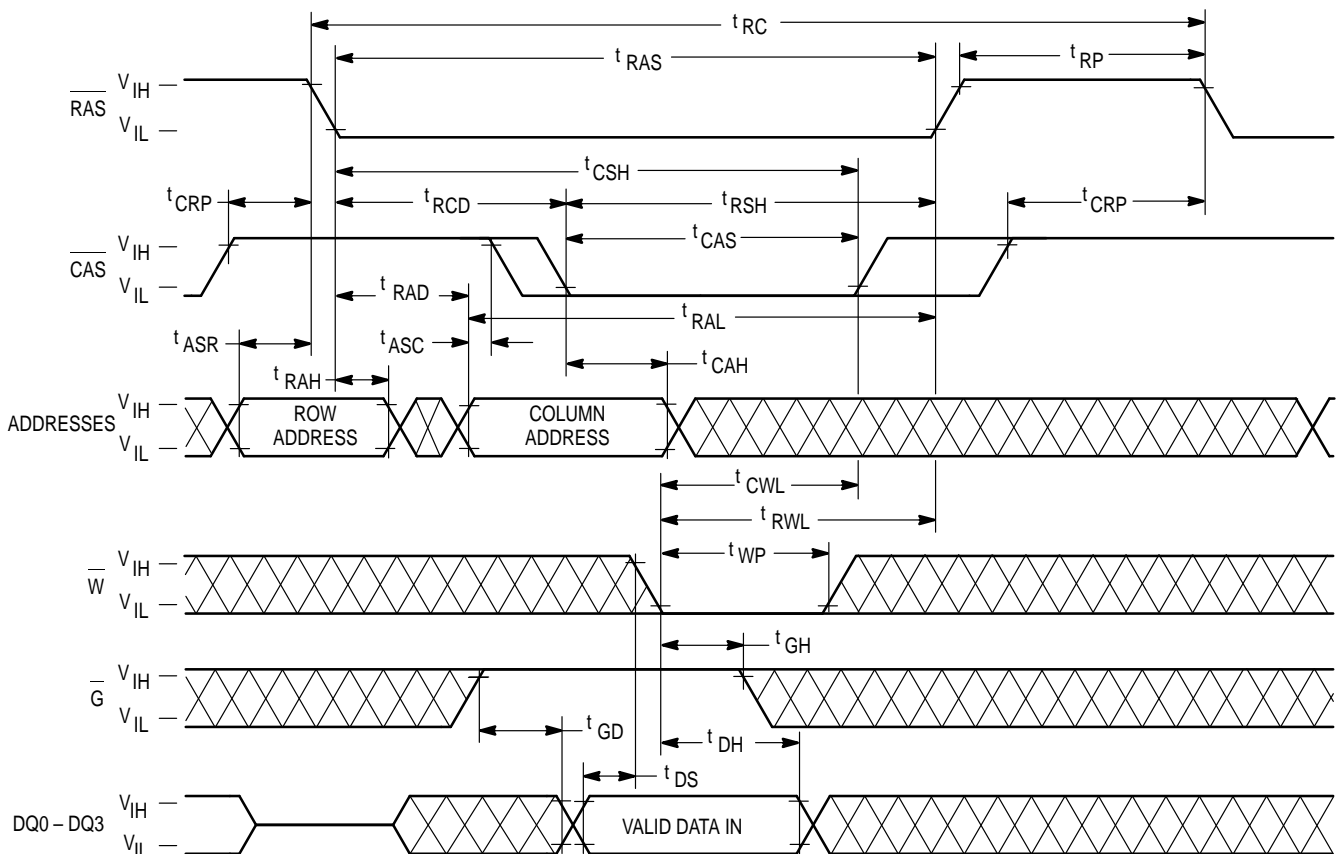 t RC
t RAS
t RP
V IH
RAS
V IL
t CSH
t CRP
t RCD
t RSH
t CRP
t CAS
V IH
CAS
V IL
t RAD
t RAL
t ASR
t ASC
t CAH
t RAH
V IH
ADDRESSES
ROW ADDRESS
COLUMN ADDRESS
V IL
t CWL
t RWL
t WP
V IH
W
V IL
t GH
V IH
G
V IL
t GD
t DH
t DS
V IH
DQ0 – DQ3
VALID DATA IN
V IL